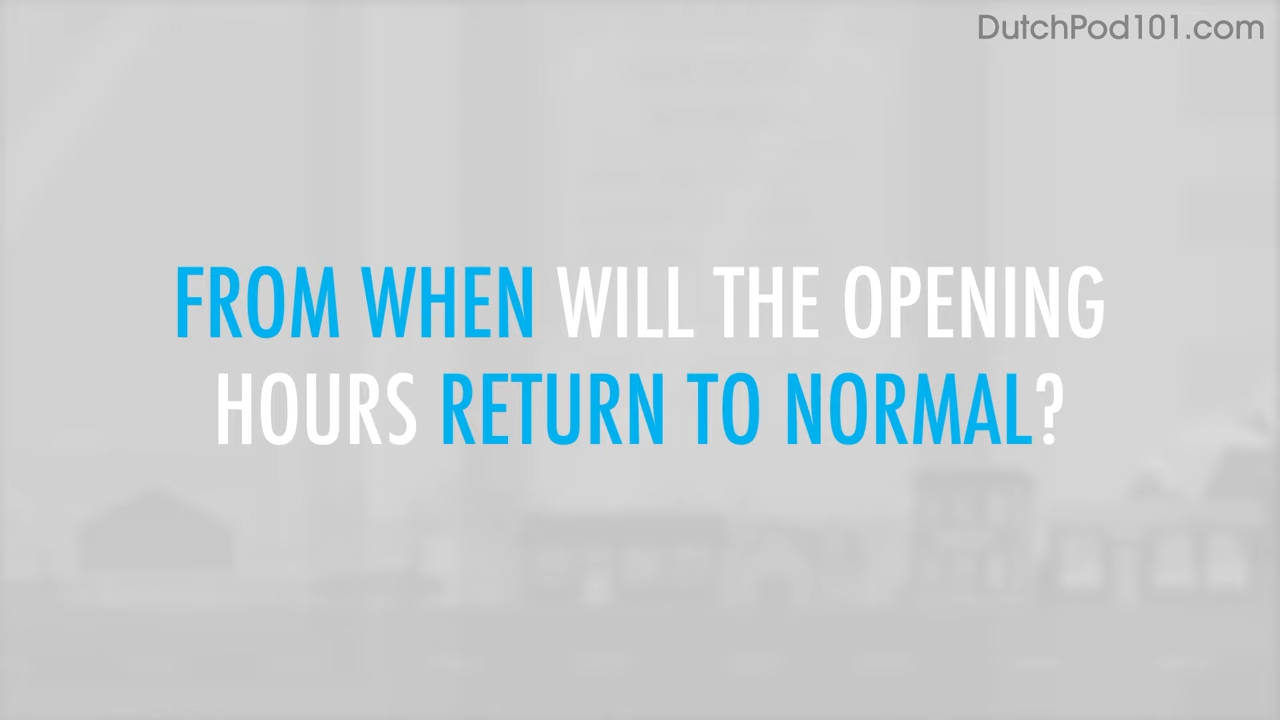 DutchPod101.com
FROM WHEN WILL THE OPENING
HOURS RETURN TO NORMAL?